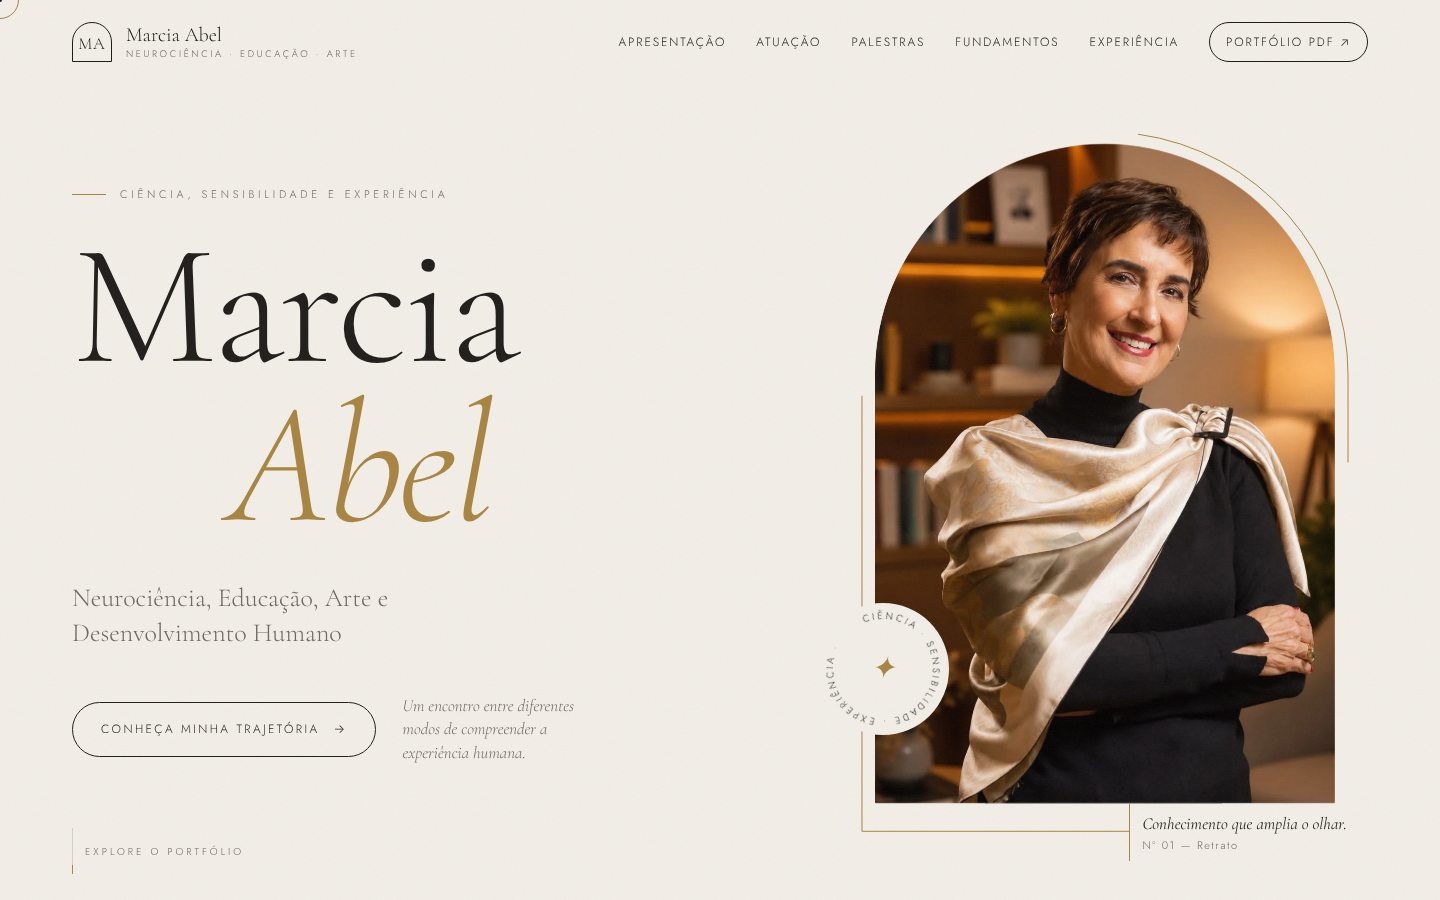 MA
Marcia Abel
NEUROCIÊNCIA · EDUCAÇÃO · ARTE
APRESENTAÇÃO
ATUAÇÃO
PALESTRAS
FUNDAMENTOS
EXPERIÊNCIA
PORTFÓLIO PDF ↗
CIÊNCIA, SENSIBILIDADE E EXPERIÊNCIA
Marcia
Abel
Neurociência, Educação, Arte e
Desenvolvimento Humano
CONHEÇA MINHA TRAJETÓRIA →
Um encontro entre diferentes
modos de compreender a
experiência humana.
EXPLORE O PORTFÓLIO
CIÊNCIA · SENSIBILIDADE · EXPERIÊNCIA ·
Conhecimento que amplia o olhar.
N° 01 — Retrato